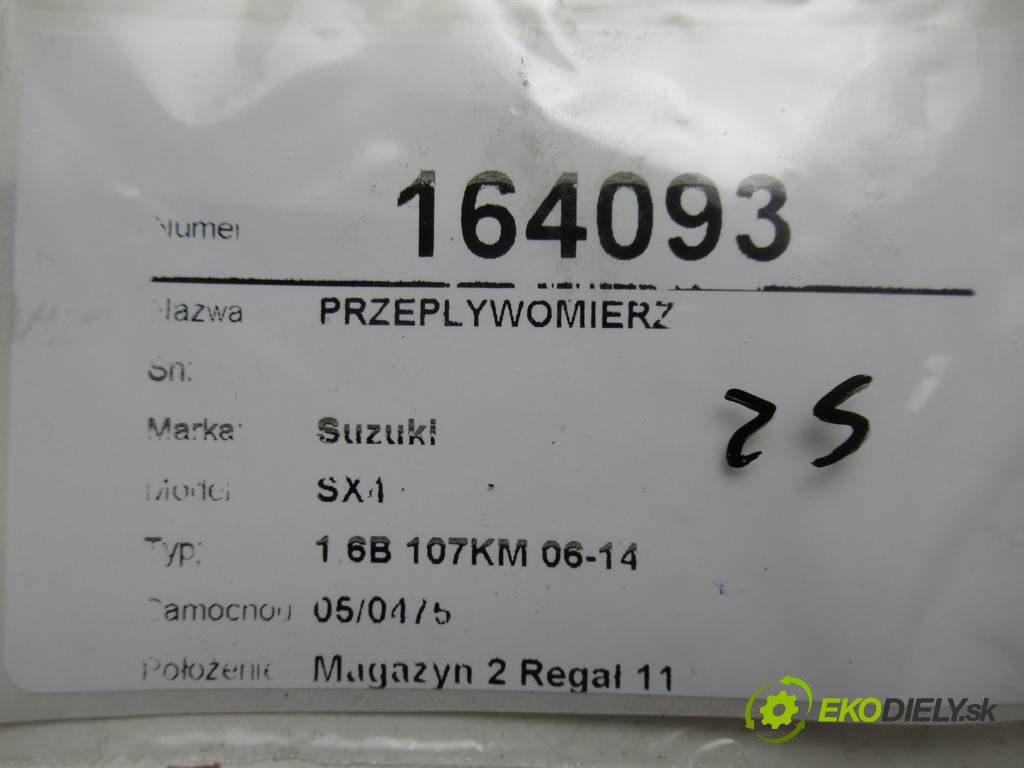 Numer 164093
Nazwa PRZEPLYWOMIERZ
Sn:
Marka: Suzuki
Model: SX4
Typ: 1.6B 107KM 06-14
Samochód 05/0475
Położenie Magazyn 2 Regał 11
25
EKODIELY.sk